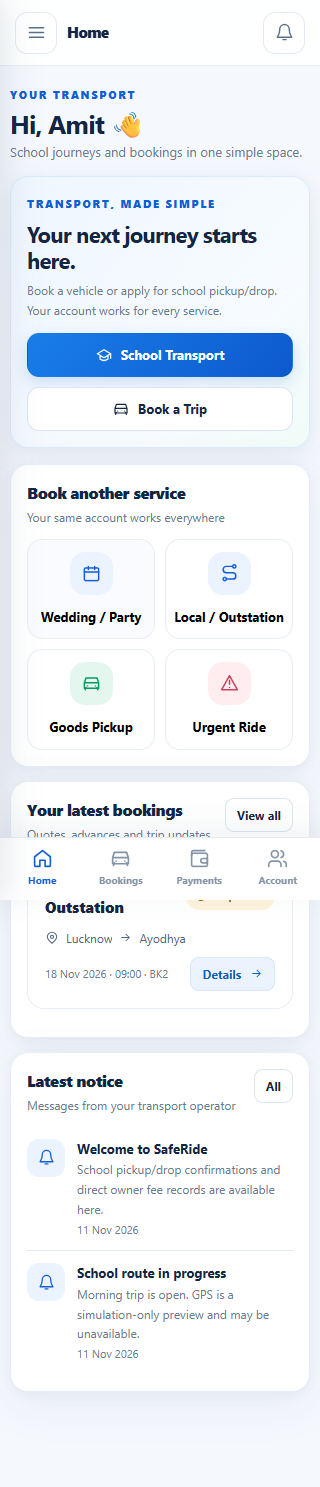 Home
YOUR TRANSPORT
Hi, Amit 👋
School journeys and bookings in one simple space.
TRANSPORT, MADE SIMPLE
Your next journey starts
here.
Book a vehicle or apply for school pickup/drop.
Your account works for every service.
School Transport
Book a Trip
Book another service
Your same account works everywhere
Wedding / Party
Local / Outstation
Goods Pickup
Urgent Ride
Your latest bookings
View all
Quotes, advances and trip updates
Home
Bookings
Payments
Account
Outstation
Lucknow → Ayodhya
18 Nov 2026 · 09:00 · BK2
Details →
Latest notice
All
Messages from your transport operator
Welcome to SafeRide
School pickup/drop confirmations and
direct owner fee records are available
here.
11 Nov 2026
School route in progress
Morning trip is open. GPS is a
simulation-only preview and may be
unavailable.
11 Nov 2026